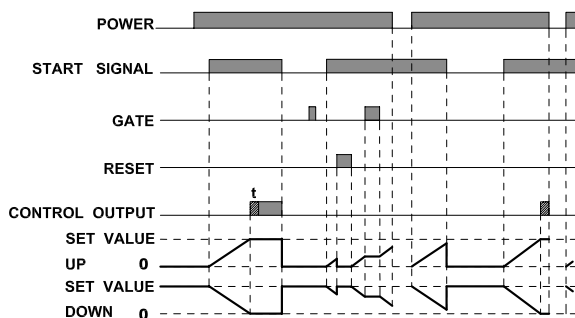 POWER
START SIGNAL
GATE
RESET
t
CONTROL OUTPUT
SET VALUE
UP 0
SET VALUE
DOWN 0